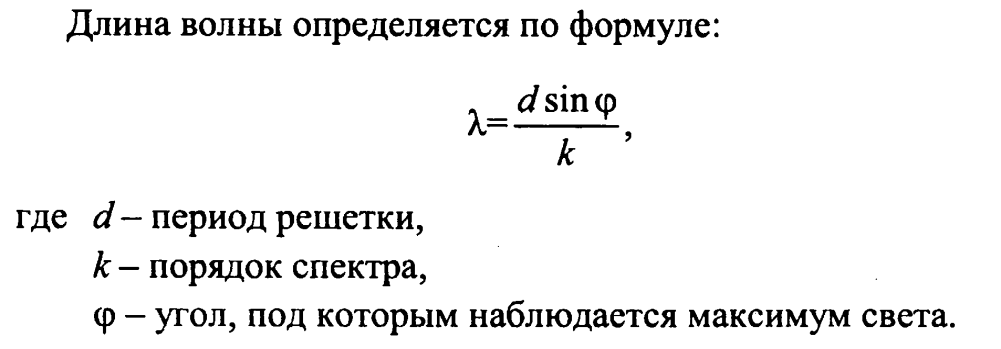 Длина волны определяется по формуле:
λ = d sin φ / k,
где d – период решетки,
k – порядок спектра,
φ – угол, под которым наблюдается максимум света.